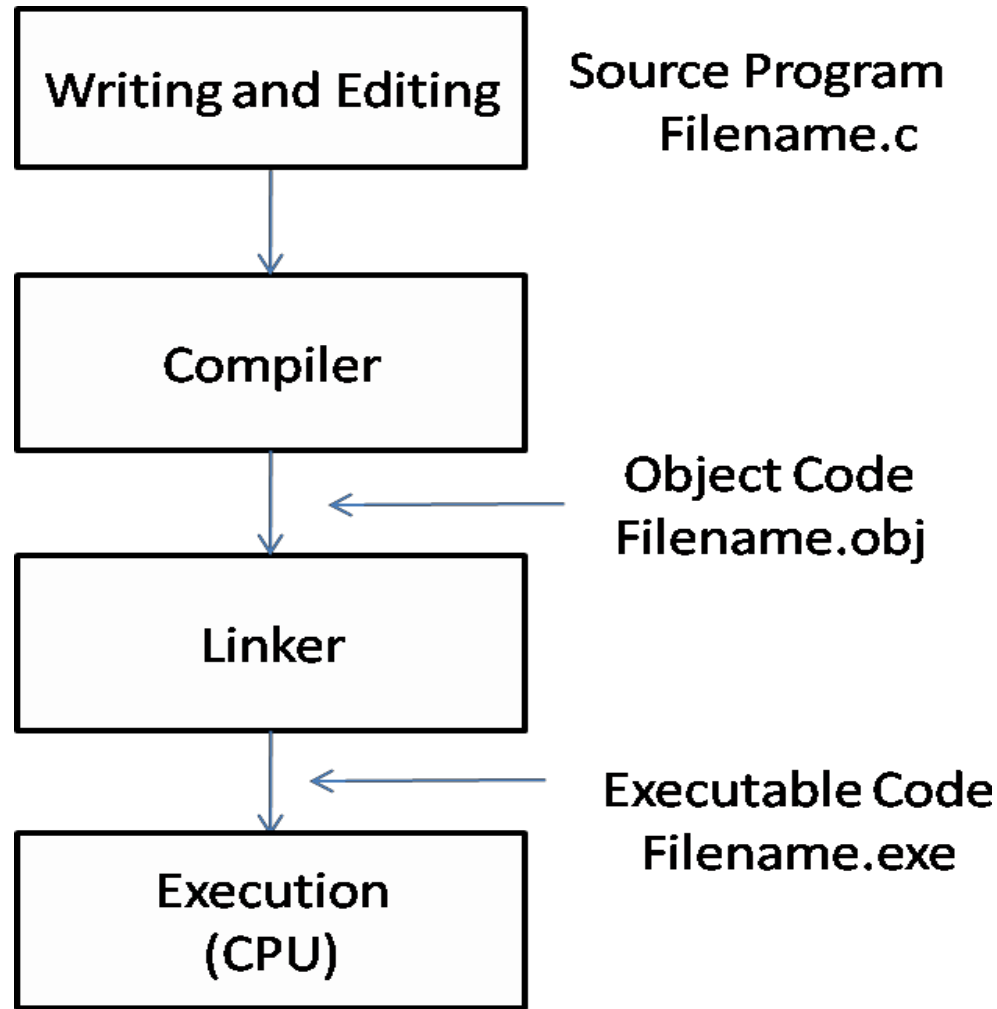 Writing and Editing
Source Program
Filename.c
Compiler
Object Code
Filename.obj
Linker
Executable Code
Filename.exe
Execution
(CPU)